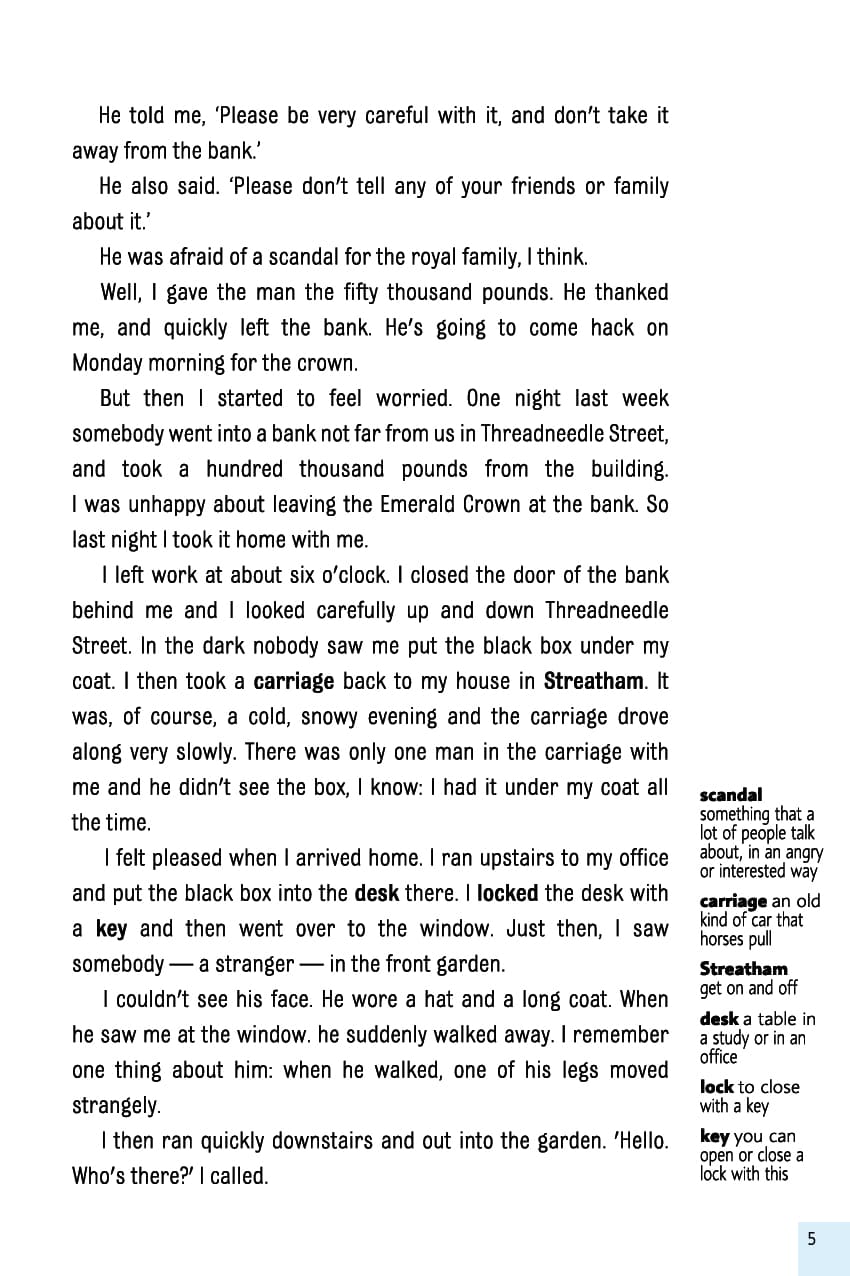 He told me, ‘Please be very careful with it, and don't take it
away from the bank.’
He also said. ‘Please don't tell any of your friends or family
about it.’
He was afraid of a scandal for the royal family, I think.
Well, I gave the man the fifty thousand pounds. He thanked
me, and quickly left the bank. He's going to come hack on
Monday morning for the crown.
But then I started to feel worried. One night last week
somebody went into a bank not far from us in Threadneedle Street,
and took a hundred thousand pounds from the building.
I was unhappy about leaving the Emerald Crown at the bank. So
last night I took it home with me.
I left work at about six o'clock. I closed the door of the bank
behind me and I looked carefully up and down Threadneedle
Street. In the dark nobody saw me put the black box under my
coat. I then took a carriage back to my house in Streatham. It
was, of course, a cold, snowy evening and the carriage drove
along very slowly. There was only one man in the carriage with
me and he didn't see the box, I know: I had it under my coat all
the time.
I felt pleased when I arrived home. I ran upstairs to my office
and put the black box into the desk there. I locked the desk with
a key and then went over to the window. Just then, I saw
somebody — a stranger — in the front garden.
I couldn't see his face. He wore a hat and a long coat. When
he saw me at the window. he suddenly walked away. I remember
one thing about him: when he walked, one of his legs moved
strangely.
I then ran quickly downstairs and out into the garden. 'Hello.
Who's there?' I called.
scandal
something that a
lot of people talk
about, in an angry
or interested way
carriage an old
kind of car that
horses pull
Streatham
get on and off
desk a table in
a study or in an
office
lock to close
with a key
key you can
open or close a
lock with this
5